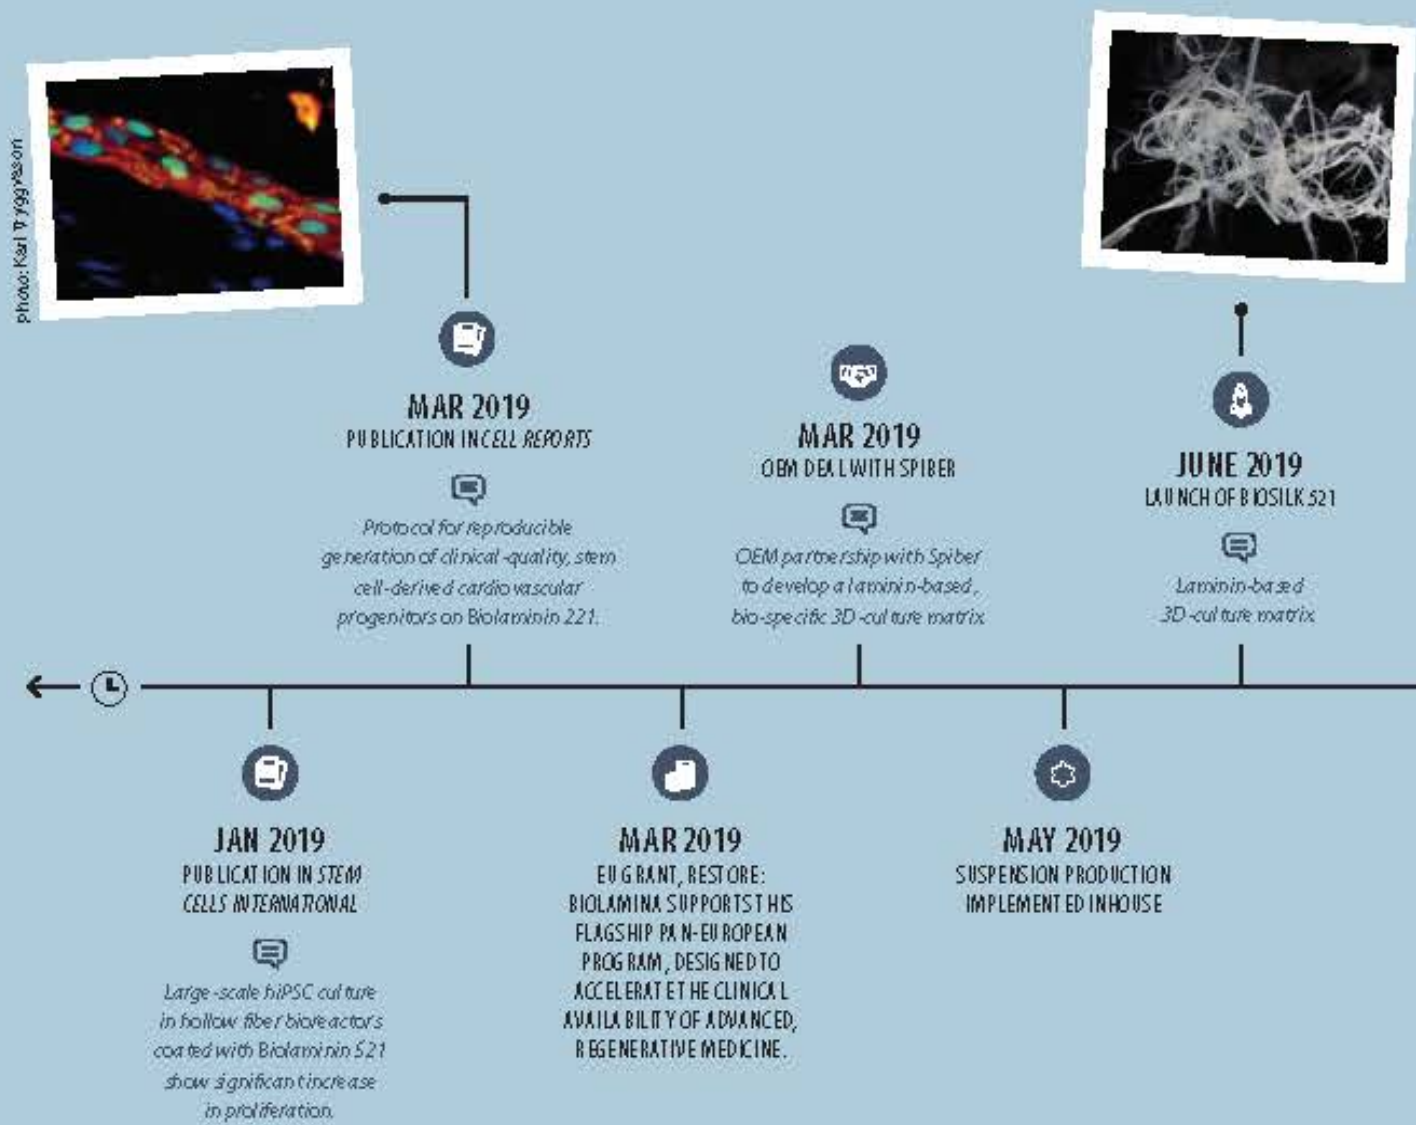 photo: Karl Tryggvason
MAR 2019
PUBLICATION IN CELL REPORTS
Protocol for reproducible
generation of clinical-quality, stem
cell-derived cardiovascular
progenitors on Biolaminin 221.
MAR 2019
OEM DEAL WITH SPIBER
OEM partnership with Spiber
to develop a laminin-based,
bio-specific 3D-culture matrix
JUNE 2019
LAUNCH OF BIOSILK 521
Laminin-based
3D-culture matrix
JAN 2019
PUBLICATION IN STEM
CELLS INTERNATIONAL
Large-scale hiPSC culture
in hollow fiber bioreactors
coated with Biolaminin 521
show significant increase
in proliferation.
MAR 2019
EU GRANT, RESTORE:
BIOLAMINA SUPPORTS THIS
FLAGSHIP PAN-EUROPEAN
PROGRAM, DESIGNED TO
ACCELERATE THE CLINICAL
AVAILABILITY OF ADVANCED,
REGENERATIVE MEDICINE.
MAY 2019
SUSPENSION PRODUCTION
IMPLEMENTED INHOUSE